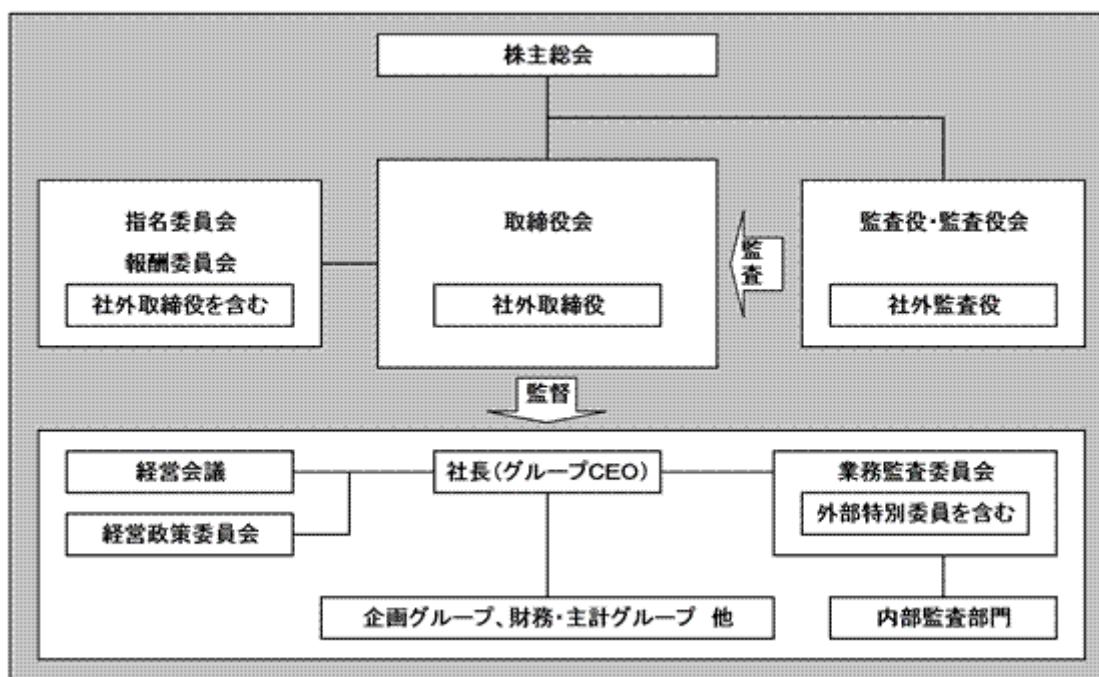 株主総会
指名委員会
報酬委員会
社外取締役を含む
取締役会
社外取締役
監査
監査役・監査役会
社外監査役
監督
経営会議
経営政策委員会
社長(グループCEO)
業務監査委員会
外部特別委員を含む
企画グループ、財務・主計グループ 他
内部監査部門